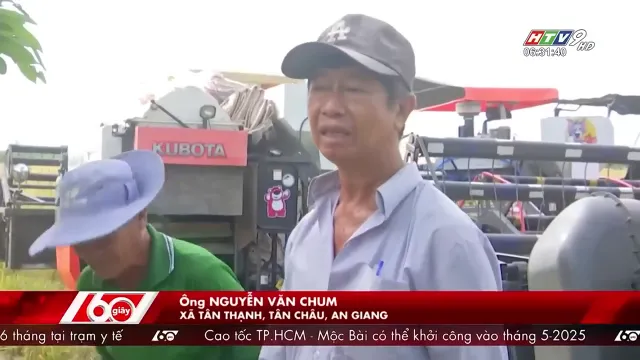 HTV9 HD
06:31:40
LA
KUBOTA
60 giây
Ông NGUYỄN VĂN CHUM
XÃ TÂN THẠNH, TÂN CHÂU, AN GIANG
6 tháng tại trạm y tế
Cao tốc TP.HCM - Mộc Bài có thể khởi công vào tháng 5-2025